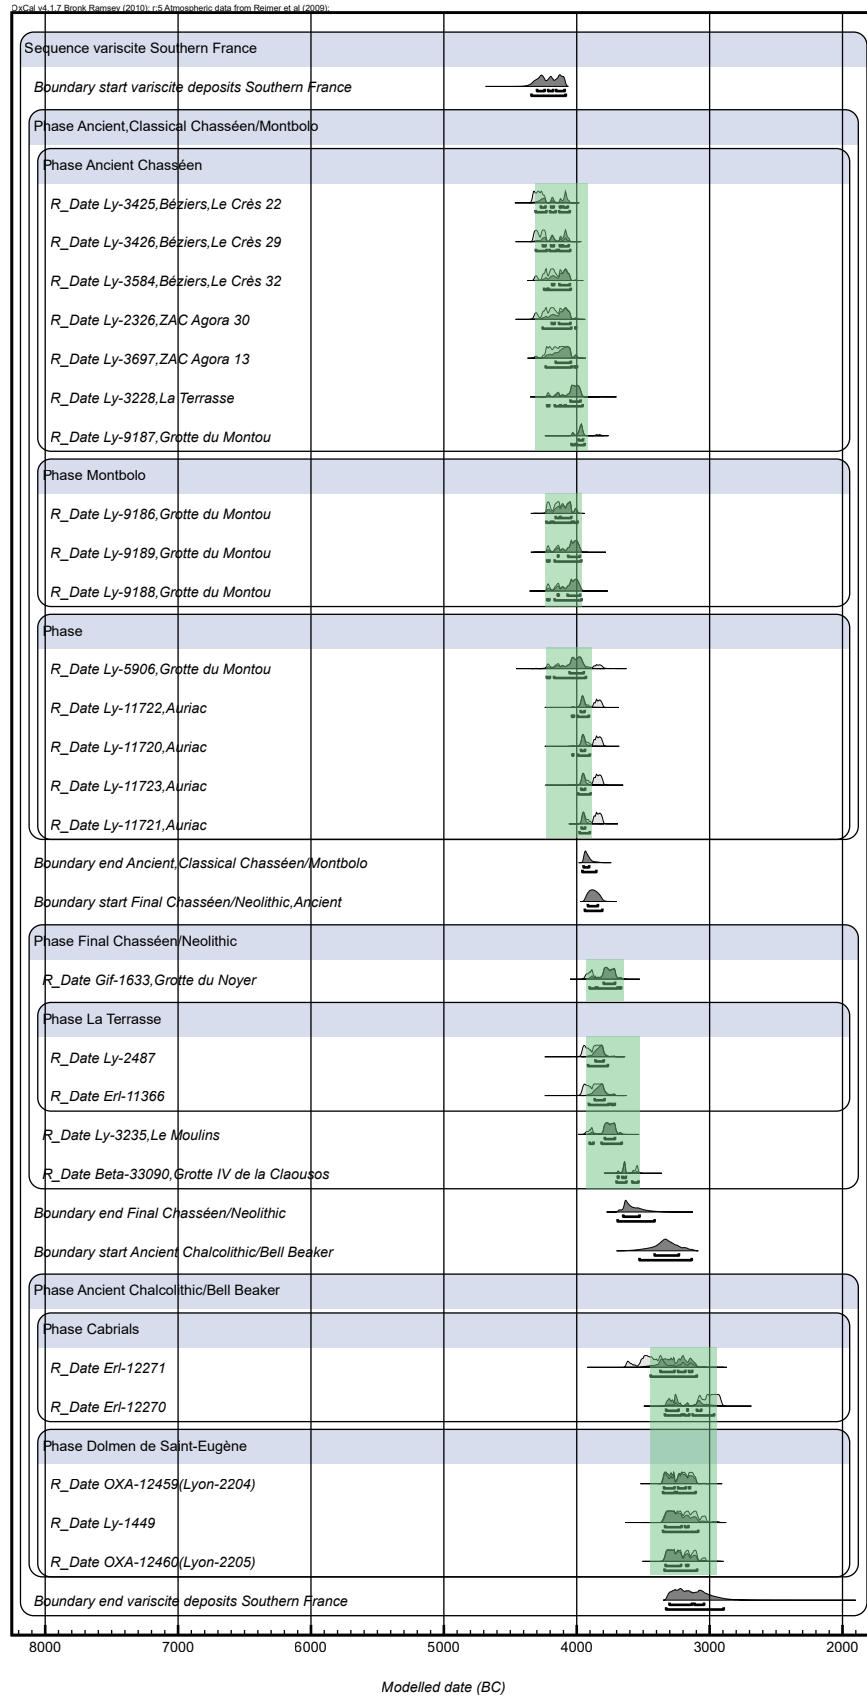 OxCal v4.1.7 Bronk Ramsey (2010); r:5 Atmospheric data from Reimer et al (2009);
Sequence variscite Southern France
Boundary start variscite deposits Southern France
Phase Ancient,Classical Chasséen/Montbolo
Phase Ancient Chasséen
R_Date Ly-3425,Béziers,Le Crès 22
R_Date Ly-3426,Béziers,Le Crès 29
R_Date Ly-3584,Béziers,Le Crès 32
R_Date Ly-2326,ZAC Agora 30
R_Date Ly-3697,ZAC Agora 13
R_Date Ly-3228,La Terrasse
R_Date Ly-9187,Grotte du Montou
Phase Montbolo
R_Date Ly-9186,Grotte du Montou
R_Date Ly-9189,Grotte du Montou
R_Date Ly-9188,Grotte du Montou
Phase
R_Date Ly-5906,Grotte du Montou
R_Date Ly-11722,Auriac
R_Date Ly-11720,Auriac
R_Date Ly-11723,Auriac
R_Date Ly-11721,Auriac
Boundary end Ancient,Classical Chasséen/Montbolo
Boundary start Final Chasséen/Neolithic,Ancient
Phase Final Chasséen/Neolithic
R_Date Gif-1633,Grotte du Noyer
Phase La Terrasse
R_Date Ly-2487
R_Date Erl-11366
R_Date Ly-3235,Le Moulins
R_Date Beta-33090,Grotte IV de la Claousos
Boundary end Final Chasséen/Neolithic
Boundary start Ancient Chalcolithic/Bell Beaker
Phase Ancient Chalcolithic/Bell Beaker
Phase Cabrials
R_Date Erl-12271
R_Date Erl-12270
Phase Dolmen de Saint-Eugène
R_Date OXA-12459(Lyon-2204)
R_Date Ly-1449
R_Date OXA-12460(Lyon-2205)
Boundary end variscite deposits Southern France
8000 7000 6000 5000 4000 3000 2000
Modelled date (BC)